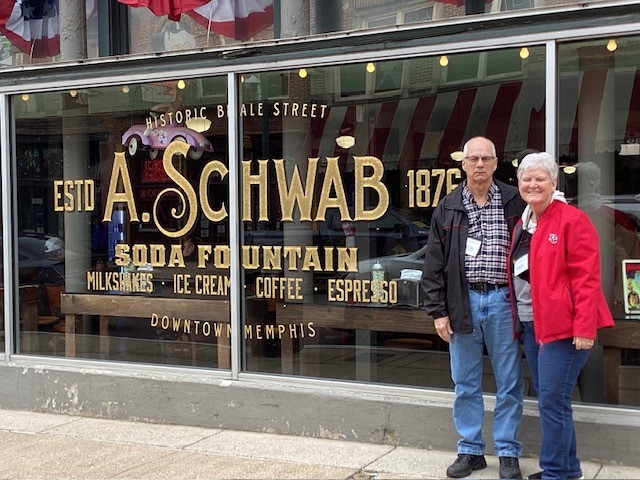 HISTORIC BEALE STREET
ESTD A. SCHWAB 1876
SODA FOUNTAIN
MILKSHAKES · ICE CREAM · COFFEE · ESPRESSO
DOWNTOWN MEMPHIS